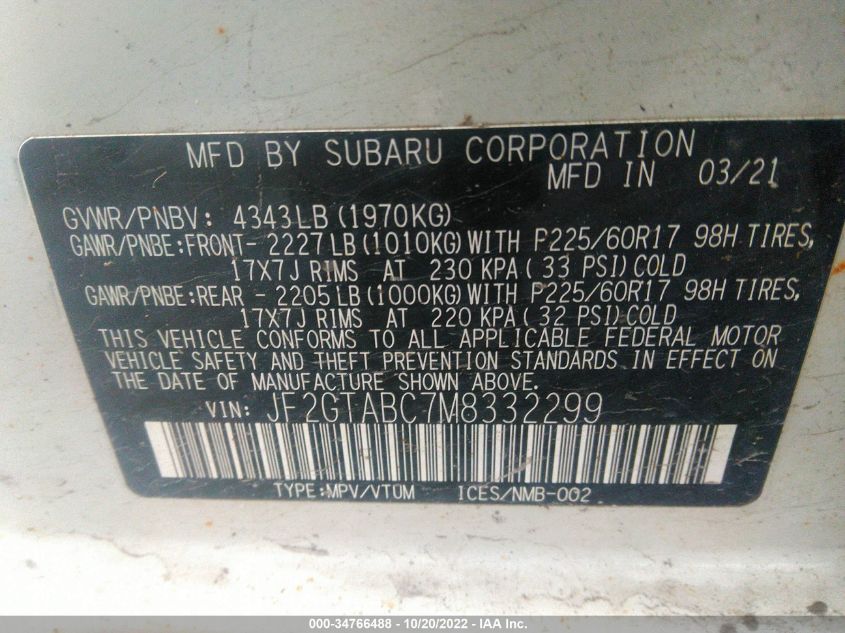 MFD BY SUBARU CORPORATION
MFD IN 03/21
GVWR/PNBV: 4343LB (1970KG)
GAWR/PNBE:FRONT- 2227 LB (1010KG) WITH P225/60R17 98H TIRES,
17X7J RIMS AT 230 KPA ( 33 PSI) COLD
GAWR/PNBE:REAR - 2205 LB (1000KG) WITH P225/60R17 98H TIRES,
17X7J RIMS AT 220 KPA ( 32 PSI) COLD
THIS VEHICLE CONFORMS TO ALL APPLICABLE FEDERAL MOTOR
VEHICLE SAFETY AND THEFT PREVENTION STANDARDS IN EFFECT ON
THE DATE OF MANUFACTURE SHOWN ABOVE.
VIN: JF2GTABC7M8332299
TYPE:MPV/VTUM ICES/NMB-002
000-34766488 - 10/20/2022 - IAA Inc.